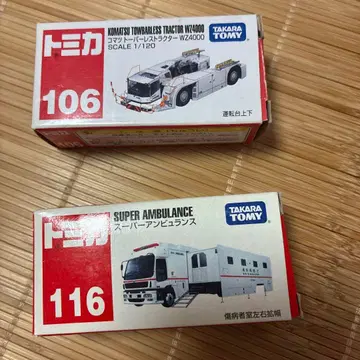 トミカ
KOMATSU TOWBARLESS TRACTOR WZ4000
コマツ トーバーレストラクター WZ4000
SCALE 1/120
TAKARA
TOMY
106
運転台上下
トミカ
SUPER AMBULANCE
スーパーアンビュランス
TAKARA
TOMY
116
傷病者室左右拡幅